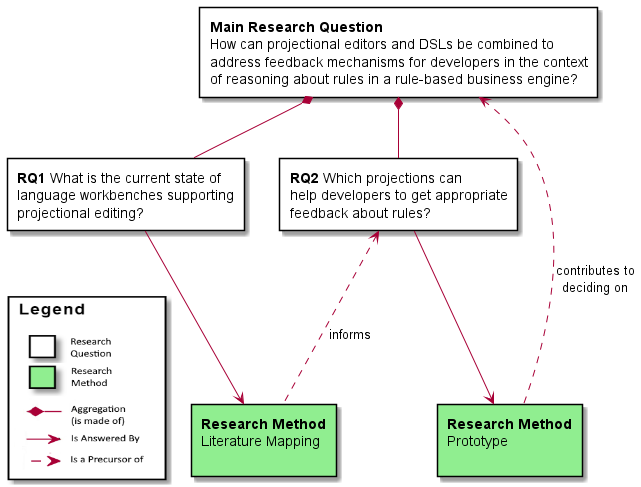 Main Research Question
How can projectional editors and DSLs be combined to
address feedback mechanisms for developers in the context
of reasoning about rules in a rule-based business engine?
RQ1 What is the current state of
language workbenches supporting
projectional editing?
RQ2 Which projections can
help developers to get appropriate
feedback about rules?
contributes to
deciding on
informs
Legend
Research
Question
Research
Method
Aggregation
(is made of)
Is Answered By
Is a Precursor of
Research Method
Literature Mapping
Research Method
Prototype